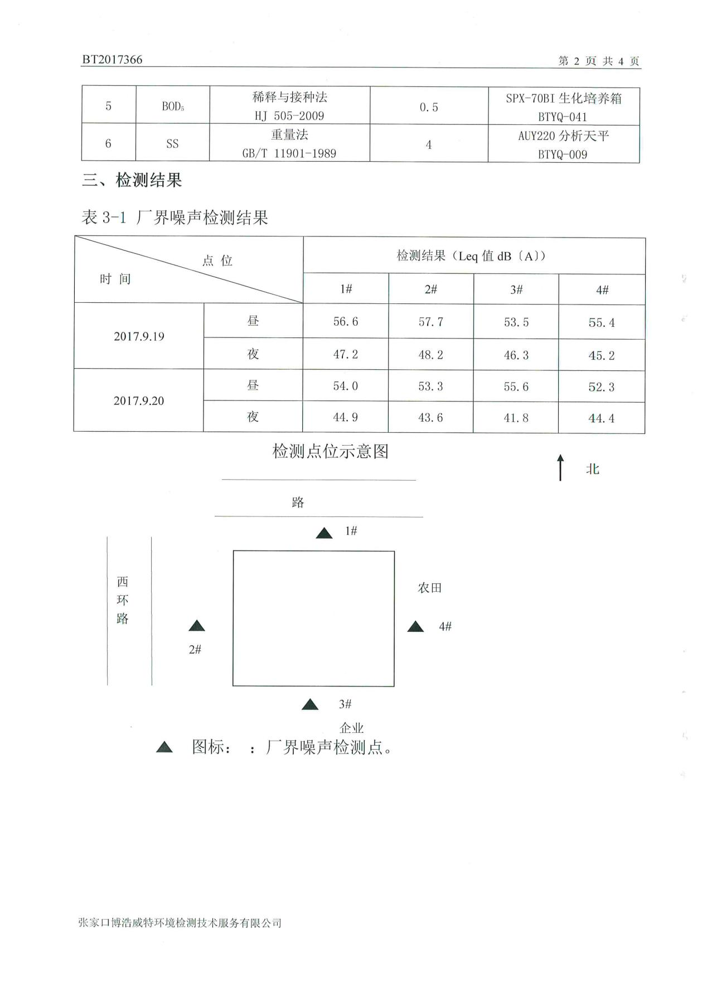 BT2017366
第 2 页 共 4 页
5 BOD₅ 稀释与接种法 HJ 505-2009 0.5 SPX-70BI 生化培养箱 BTYQ-041
6 SS 重量法 GB/T 11901-1989 4 AUY220 分析天平 BTYQ-009
三、检测结果
表 3-1 厂界噪声检测结果
点 位
时 间
检测结果（Leq 值 dB〔A〕）
1# 2# 3# 4#
2017.9.19 昼 56.6 57.7 53.5 55.4
夜 47.2 48.2 46.3 45.2
2017.9.20 昼 54.0 53.3 55.6 52.3
夜 44.9 43.6 41.8 44.4
检测点位示意图
北
路
1#
西环路
农田
4#
2#
3#
企业
▲ 图标： ：厂界噪声检测点。
张家口博浩威特环境检测技术服务有限公司